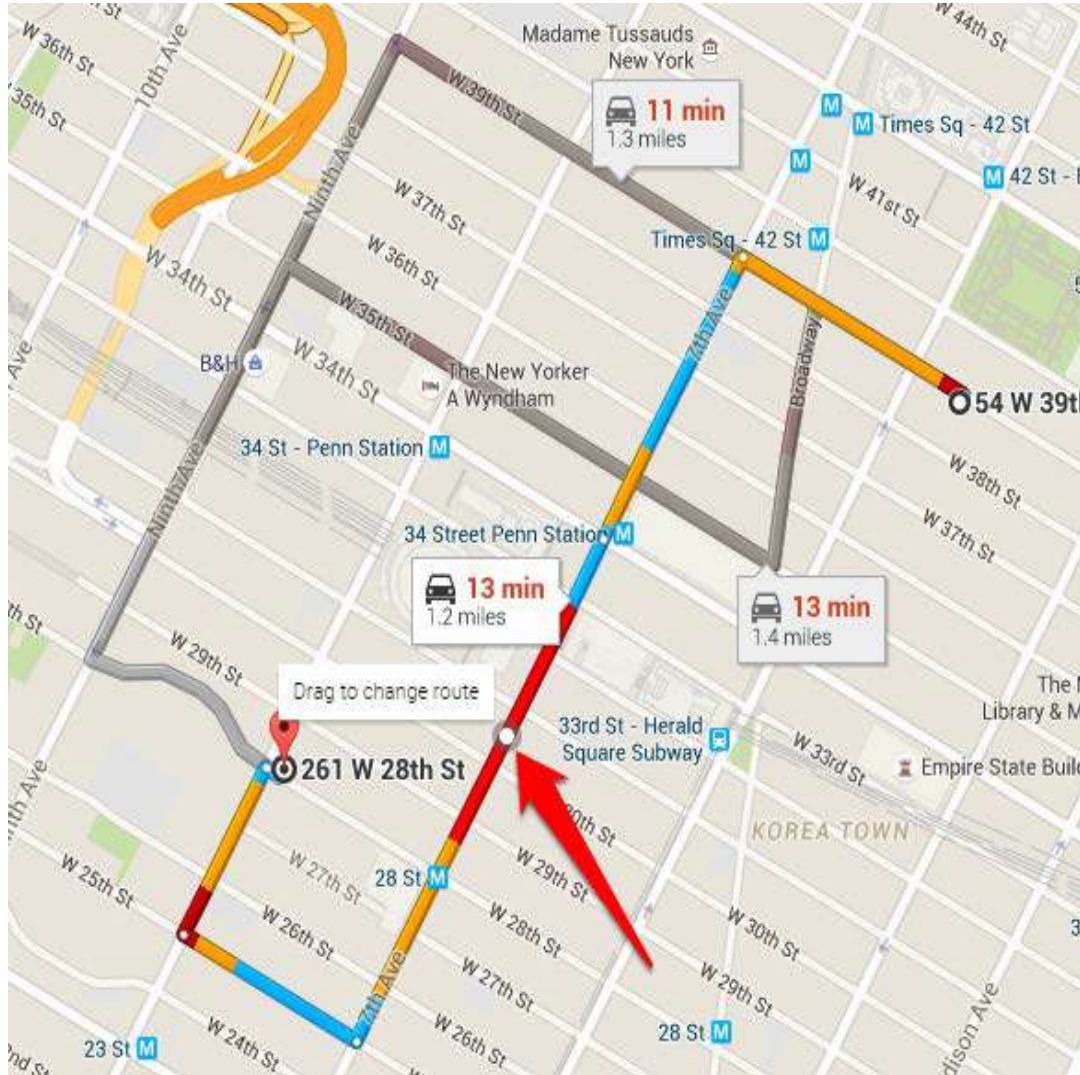 W 36th St
35th St
10th Ave
Madame Tussauds
New York
W 44th St
W 39th St
11 min
1.3 miles
Times Sq - 42 St
42 St -
W 41st St
Ninth Ave
W 37th St
W 36th St
Times Sq - 42 St
W 34th St
W 35th St
7th Ave
Broadway
B&H
W 34th St
The New Yorker
A Wyndham
54 W 39th
34 St - Penn Station
W 38th St
Ninth Ave
W 37th St
34 Street Penn Station
13 min
1.2 miles
13 min
1.4 miles
W 29th St
Drag to change route
The
Library & M
33rd St - Herald
Square Subway
W 33rd St
Empire State Build
261 W 28th St
30th St
KOREA TOWN
W 25th St
W 27th St
28 St
W 29th St
W 26th St
W 28th St
W 30th St
7th Ave
W 27th St
W 29th St
W 24th St
W 26th St
28 St
23 St
dison Ave